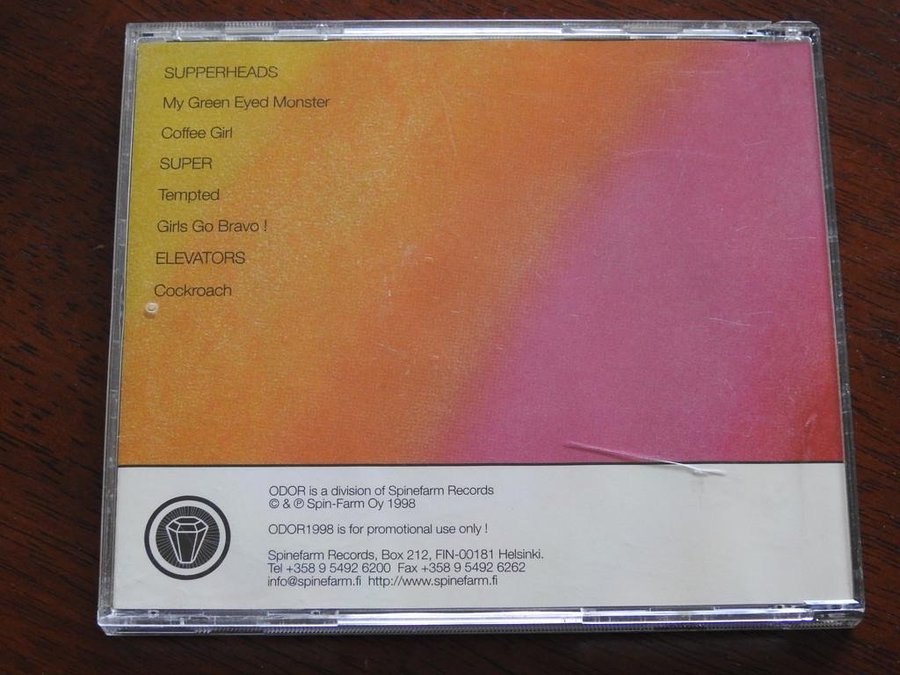 SUPPERHEADS
My Green Eyed Monster
Coffee Girl
SUPER
Tempted
Girls Go Bravo !
ELEVATORS
Cockroach
ODOR is a division of Spinefarm Records
© & ℗ Spin-Farm Oy 1998
ODOR1998 is for promotional use only !
Spinefarm Records, Box 212, FIN-00181 Helsinki.
Tel +358 9 5492 6200 Fax +358 9 5492 6262
info@spinefarm.fi http://www.spinefarm.fi